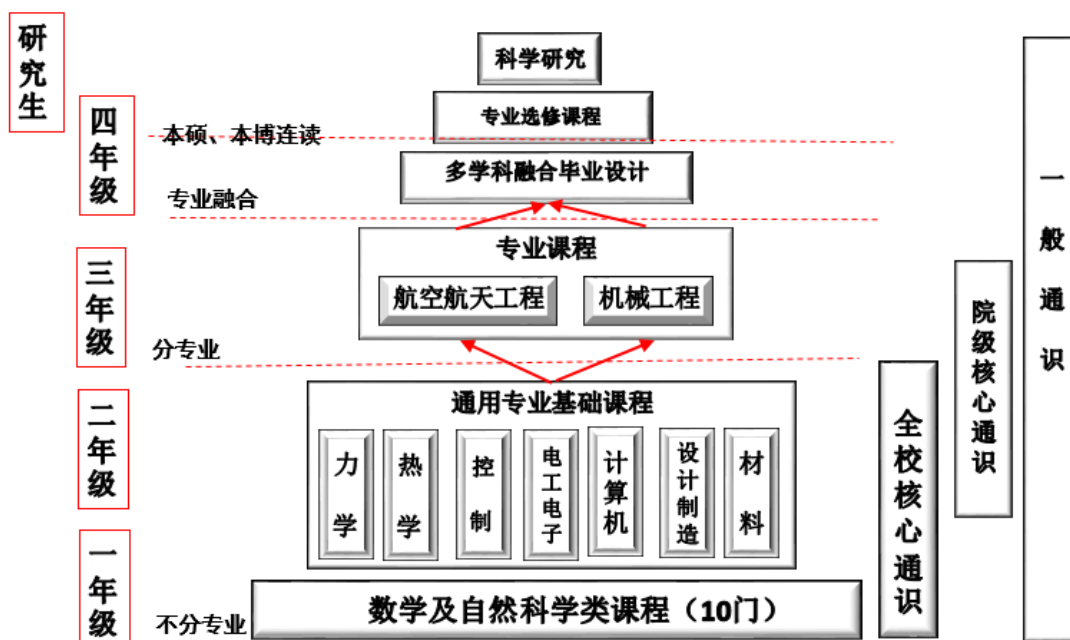 研究生
科学研究
专业选修课程
四年级
本硕、本博连读
多学科融合毕业设计
专业融合
专业课程
三年级
航空航天工程
机械工程
分专业
通用专业基础课程
二年级
力学
热学
控制
电工电子
计算机
设计制造
材料
一年级
不分专业
数学及自然科学类课程（10门）
全校核心通识
院级核心通识
一般通识